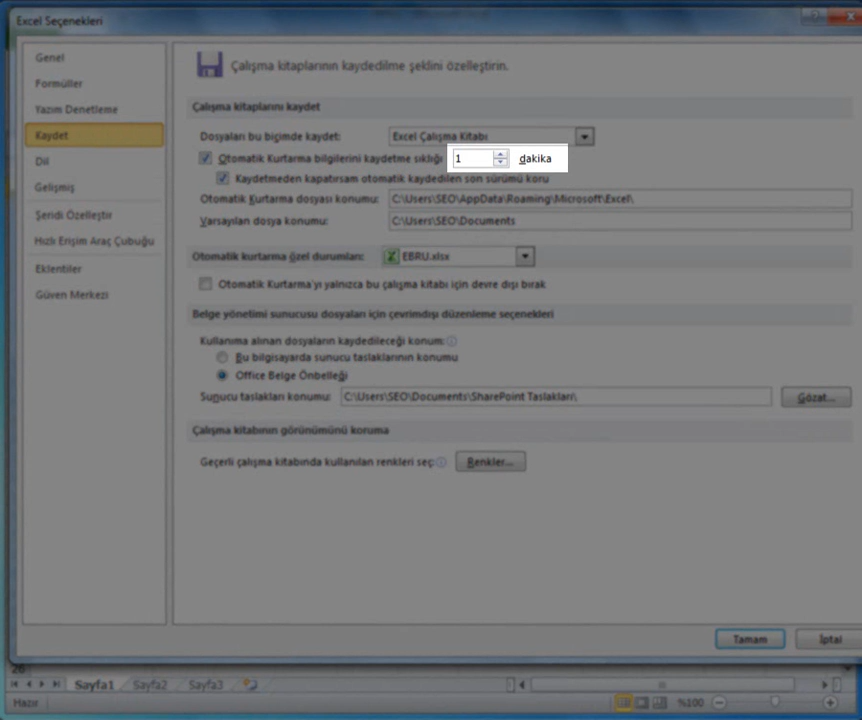 Excel Seçenekleri
Genel
Formüller
Yazım Denetleme
Kaydet
Dil
Gelişmiş
Şeridi Özelleştir
Hızlı Erişim Araç Çubuğu
Eklentiler
Güven Merkezi
Çalışma kitaplarının kaydedilme şeklini özelleştirin.
Çalışma kitaplarını kaydet
Dosyaları bu biçimde kaydet: Excel Çalışma Kitabı
Otomatik Kurtarma bilgilerini kaydetme sıklığı 1 dakika
Kaydetmeden kapatırsam otomatik kaydedilen son sürümü koru
Otomatik Kurtarma dosyası konumu: C:\Users\SEO\AppData\Roaming\Microsoft\Excel\
Varsayılan dosya konumu: C:\Users\SEO\Documents
Otomatik kurtarma özel durumları: EBRU.xlsx
Otomatik Kurtarma'yı yalnızca bu çalışma kitabı için devre dışı bırak
Belge yönetimi sunucusu dosyaları için çevrimdışı düzenleme seçenekleri
Kullanıma alınan dosyaların kaydedileceği konum:
Bu bilgisayarda sunucu taslaklarının konumu
Office Belge Önbelleği
Sunucu taslakları konumu: C:\Users\SEO\Documents\SharePoint Taslakları\ Gözat...
Çalışma kitabının görünümünü koruma
Geçerli çalışma kitabında kullanılan renkleri seç: Renkler...
Tamam İptal
26
Sayfa1 Sayfa2 Sayfa3
Hazır %100